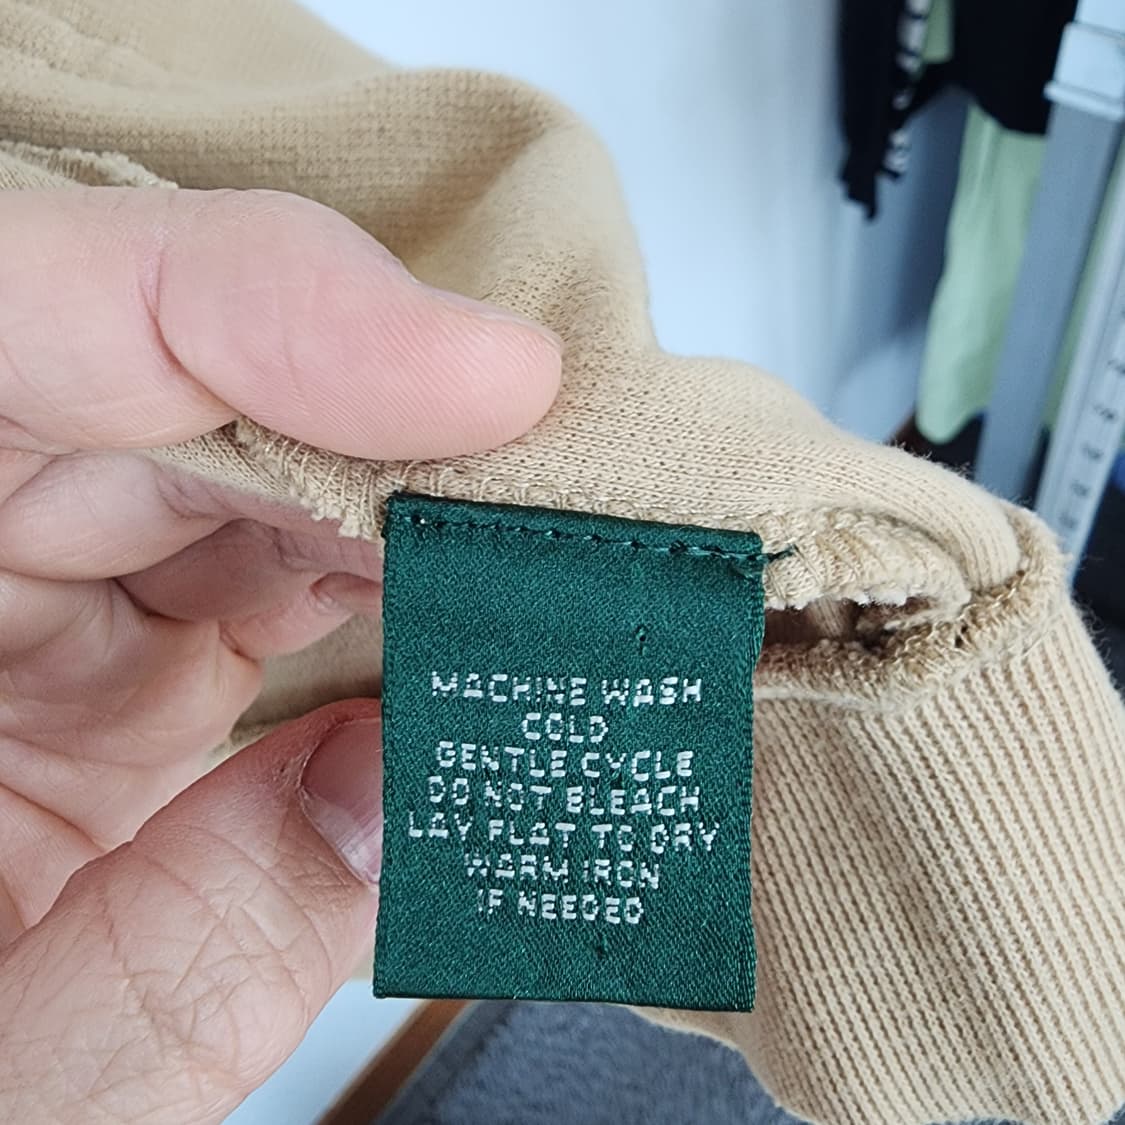 MACHINE WASH
COLD
GENTLE CYCLE
DO NOT BLEACH
LAY FLAT TO DRY
WARM IRON
IF NEEDED